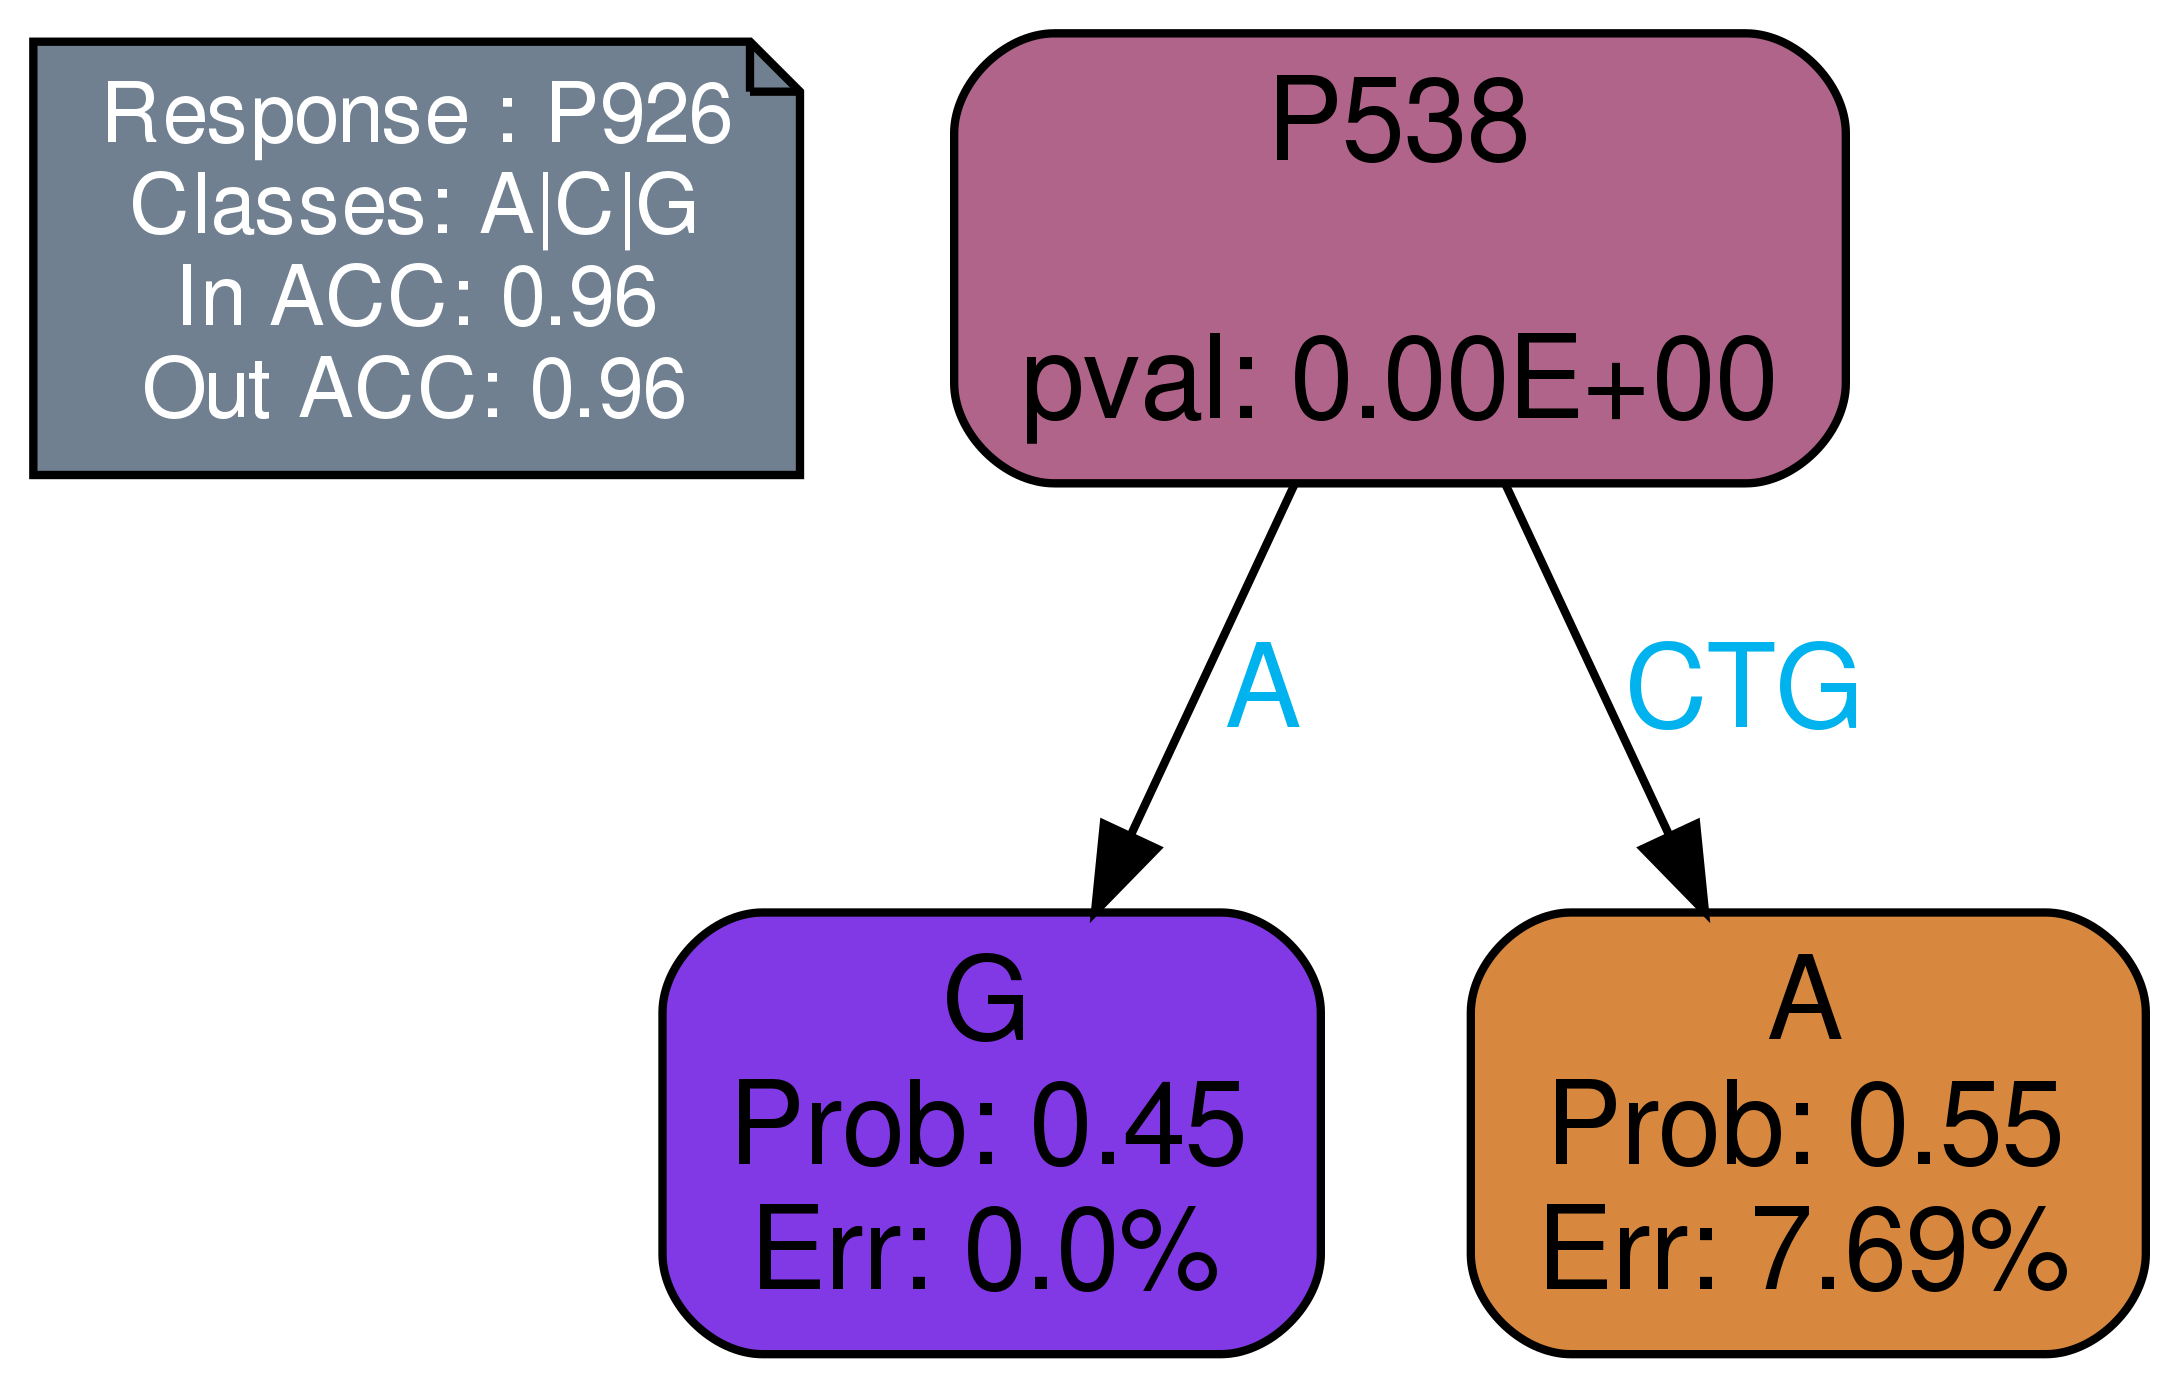 Response : P926
Classes: A|C|G
In ACC: 0.96
Out ACC: 0.96
P538
pval: 0.00E+00
A
CTG
G
Prob: 0.45
Err: 0.0%
A
Prob: 0.55
Err: 7.69%